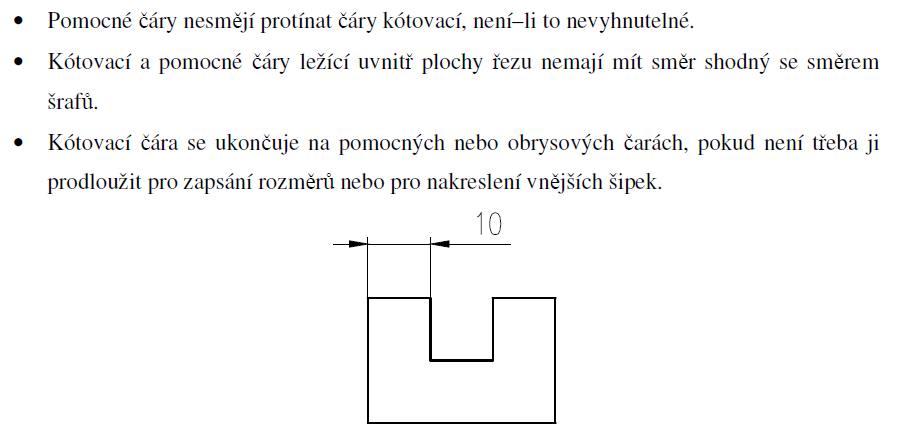 • Pomocné čáry nesmějí protínat čáry kótovací, není–li to nevyhnutelné.
• Kótovací a pomocné čáry ležící uvnitř plochy řezu nemají mít směr shodný se směrem
šrafů.
• Kótovací čára se ukončuje na pomocných nebo obrysových čarách, pokud není třeba ji
prodloužit pro zapsání rozměrů nebo pro nakreslení vnějších šipek.
10